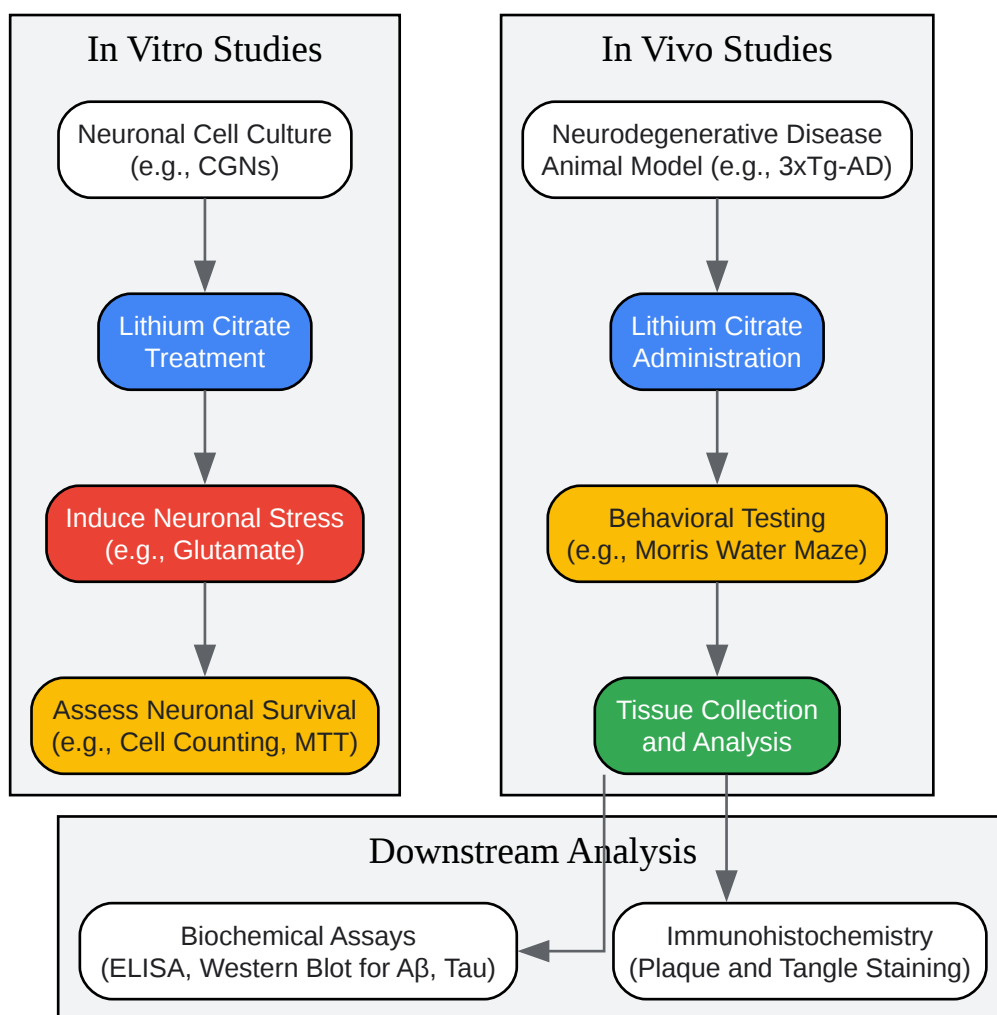 In Vitro Studies
Neuronal Cell Culture
(e.g., CGNs)
Lithium Citrate
Treatment
Induce Neuronal Stress
(e.g., Glutamate)
Assess Neuronal Survival
(e.g., Cell Counting, MTT)
In Vivo Studies
Neurodegenerative Disease
Animal Model (e.g., 3xTg-AD)
Lithium Citrate
Administration
Behavioral Testing
(e.g., Morris Water Maze)
Tissue Collection
and Analysis
Downstream Analysis
Biochemical Assays
(ELISA, Western Blot for Aβ, Tau)
Immunohistochemistry
(Plaque and Tangle Staining)